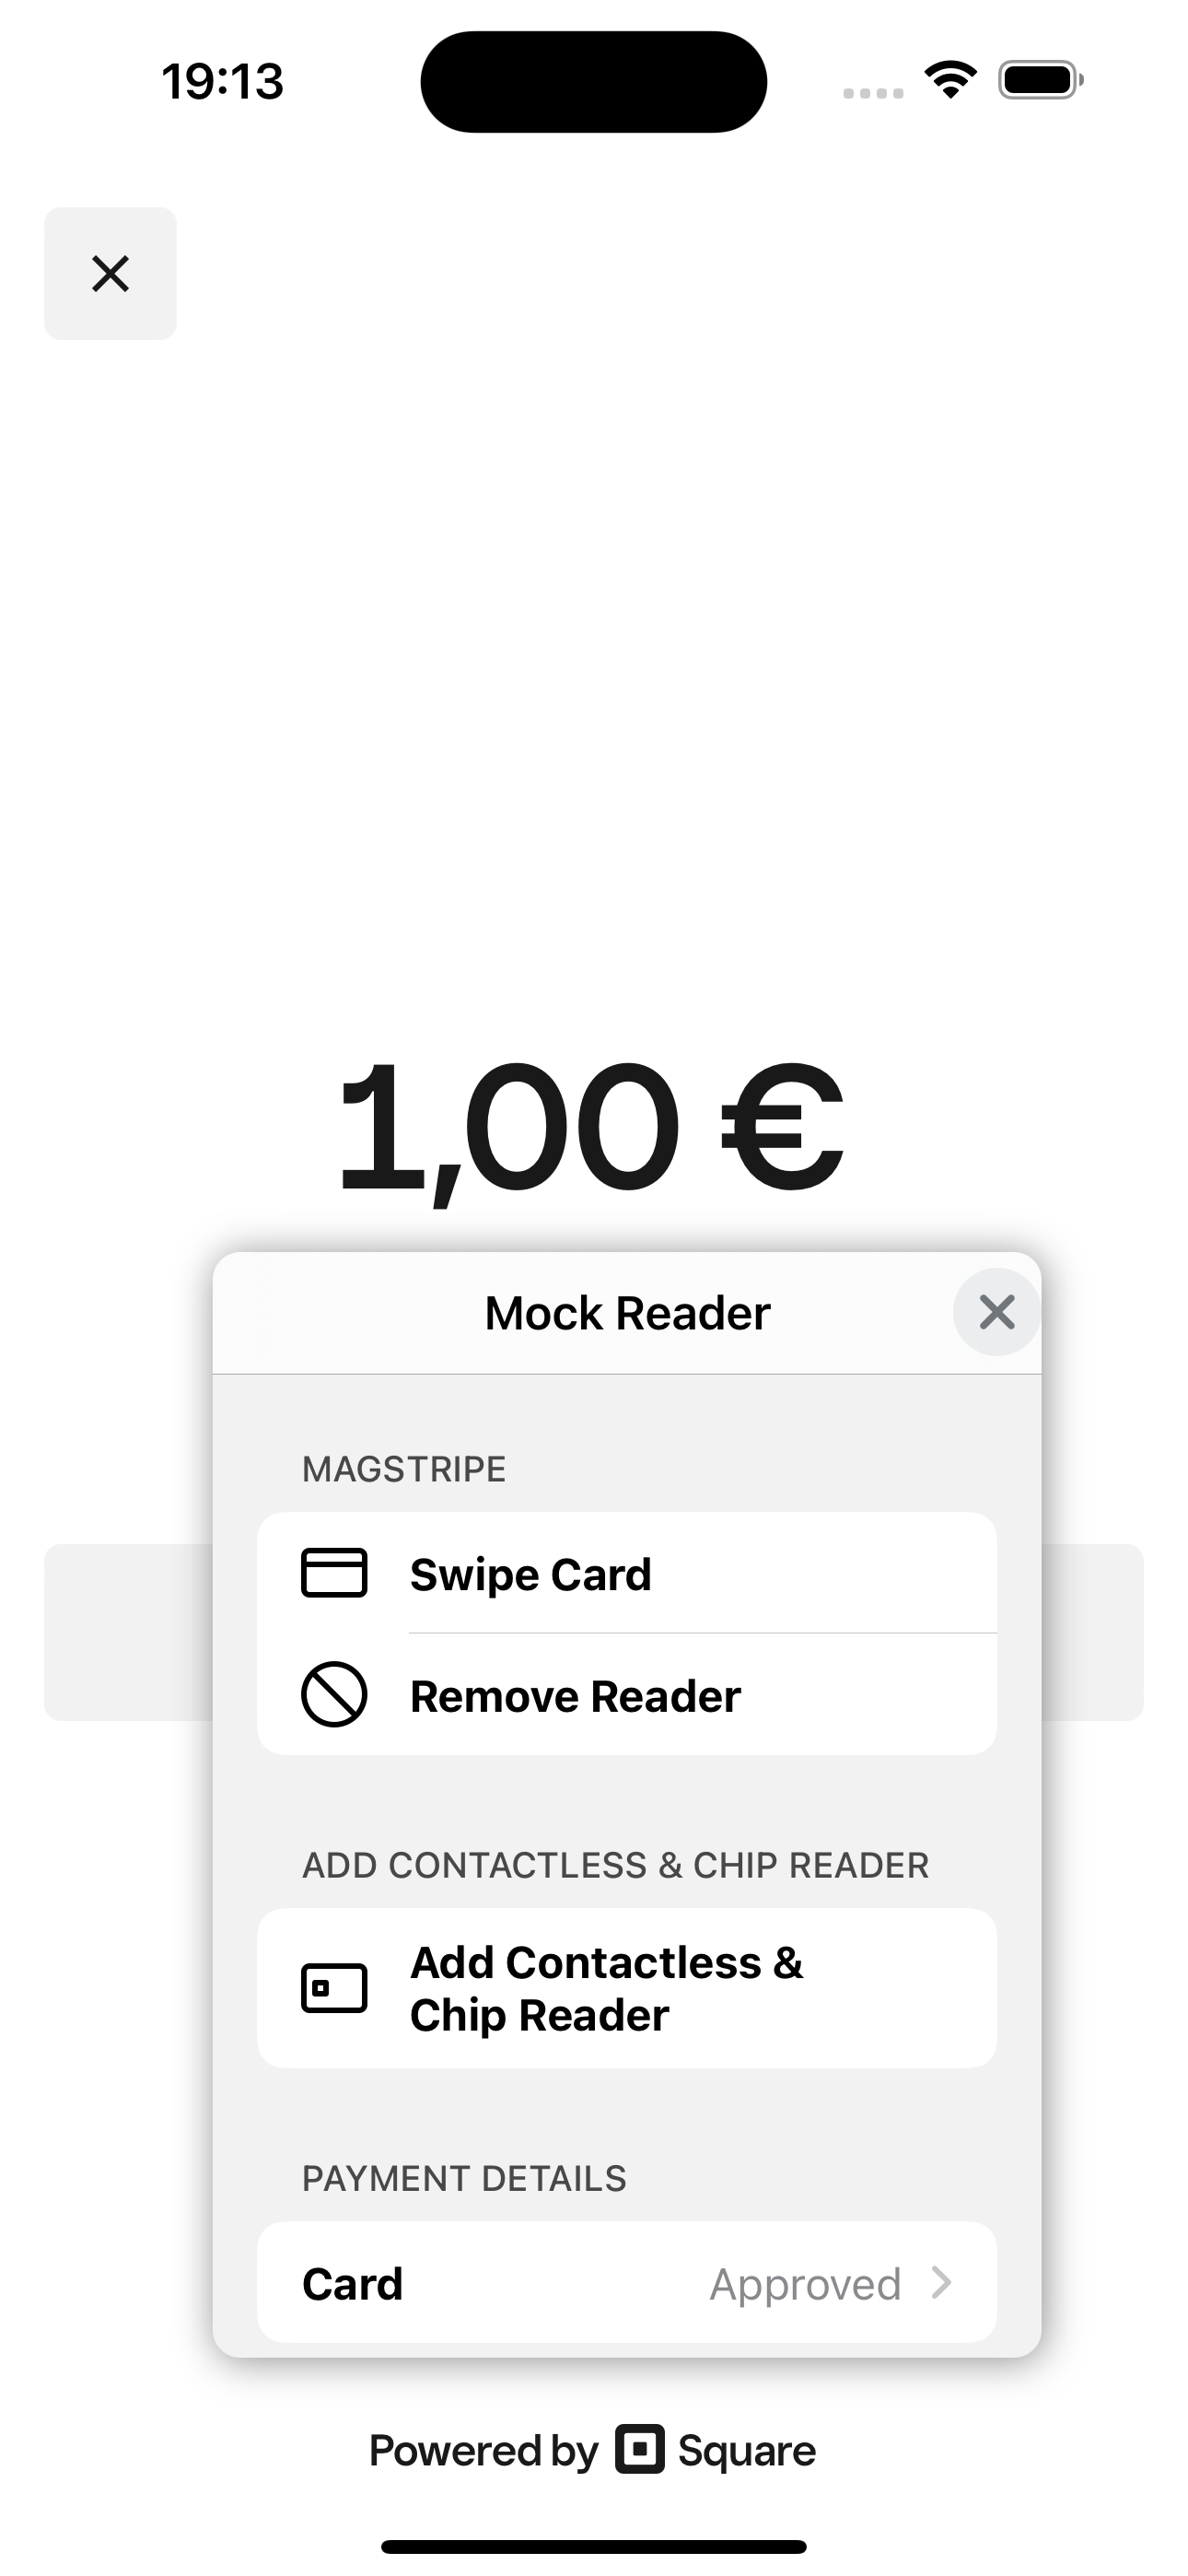 19:13
1,00 €
Mock Reader
MAGSTRIPE
Swipe Card
Remove Reader
ADD CONTACTLESS & CHIP READER
Add Contactless &
Chip Reader
PAYMENT DETAILS
Card Approved
Powered by Square